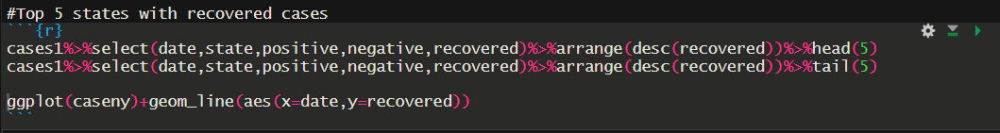 #Top 5 states with recovered cases
```{r}
cases1%>%select(date,state,positive,negative,recovered)%>%arrange(desc(recovered))%>%head(5)
cases1%>%select(date,state,positive,negative,recovered)%>%arrange(desc(recovered))%>%tail(5)
ggplot(caseny)+geom_line(aes(x=date,y=recovered))
```